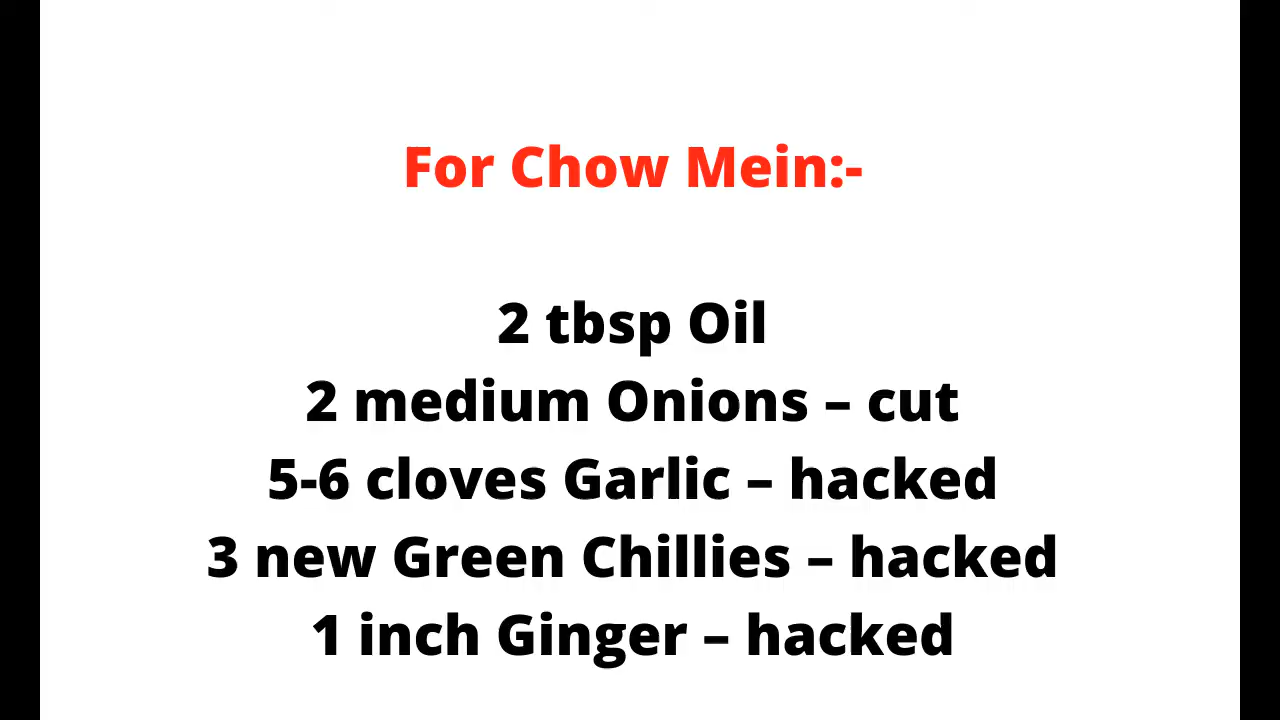 For Chow Mein:-
2 tbsp Oil
2 medium Onions – cut
5-6 cloves Garlic – hacked
3 new Green Chillies – hacked
1 inch Ginger – hacked